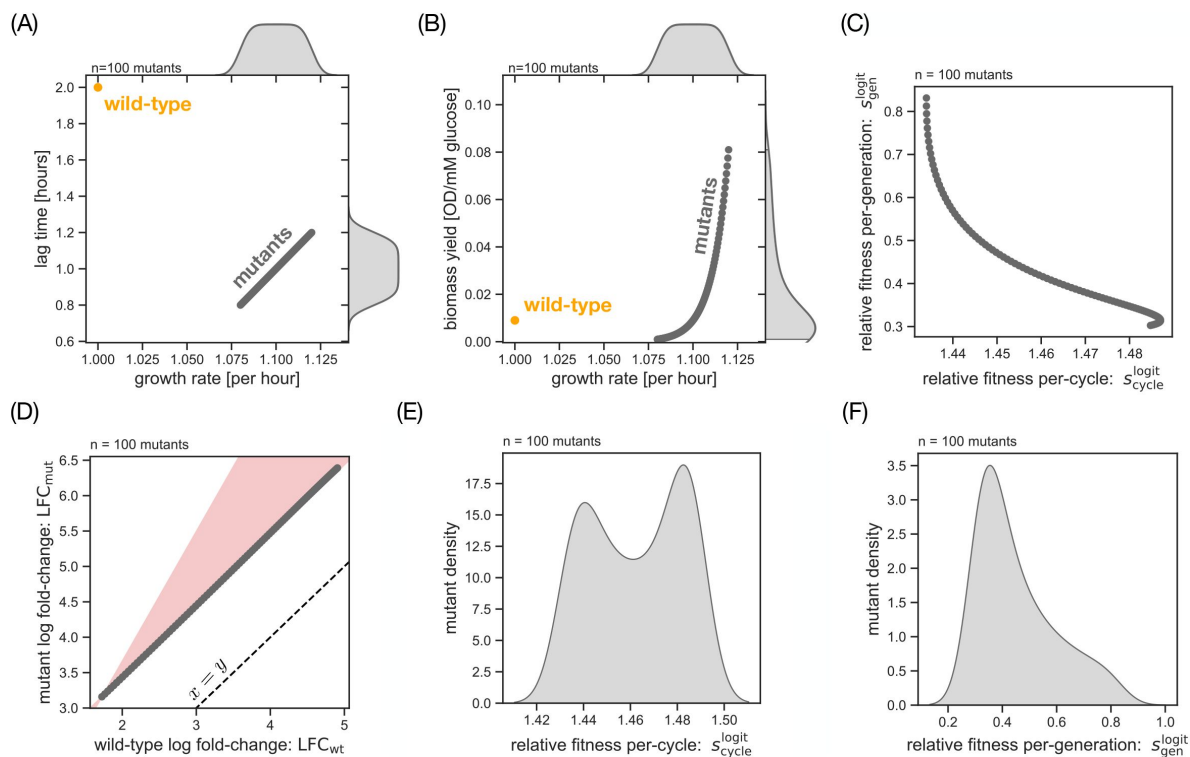 (A)
n=100 mutants
2.0
1.8
1.6
1.4
1.2
1.0
0.8
0.6
lag time [hours]
wild-type
mutants
1.000
1.025
1.050
1.075
1.100
1.125
growth rate [per hour]
(B)
n=100 mutants
0.10
0.08
0.06
0.04
0.02
0.00
biomass yield [OD/mM glucose]
wild-type
mutants
1.000
1.025
1.050
1.075
1.100
1.125
growth rate [per hour]
(C)
n = 100 mutants
0.8
0.7
0.6
0.5
0.4
0.3
relative fitness per-generation: s_gen^logit
1.44
1.45
1.46
1.47
1.48
relative fitness per-cycle: s_cycle^logit
(D)
n = 100 mutants
6.5
6.0
5.5
5.0
4.5
4.0
3.5
3.0
mutant log fold-change: LFC_mut
x = y
2
3
4
5
wild-type log fold-change: LFC_wt
(E)
n = 100 mutants
17.5
15.0
12.5
10.0
7.5
5.0
2.5
0.0
mutant density
1.42
1.44
1.46
1.48
1.50
relative fitness per-cycle: s_cycle^logit
(F)
n = 100 mutants
3.5
3.0
2.5
2.0
1.5
1.0
0.5
0.0
mutant density
0.2
0.4
0.6
0.8
1.0
relative fitness per-generation: s_gen^logit